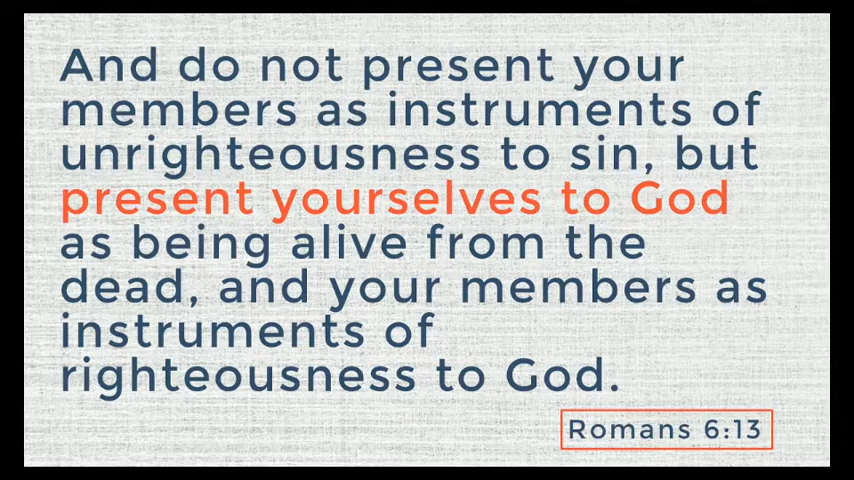 And do not present your
members as instruments of
unrighteousness to sin, but
present yourselves to God
as being alive from the
dead, and your members as
instruments of
righteousness to God.
Romans 6:13